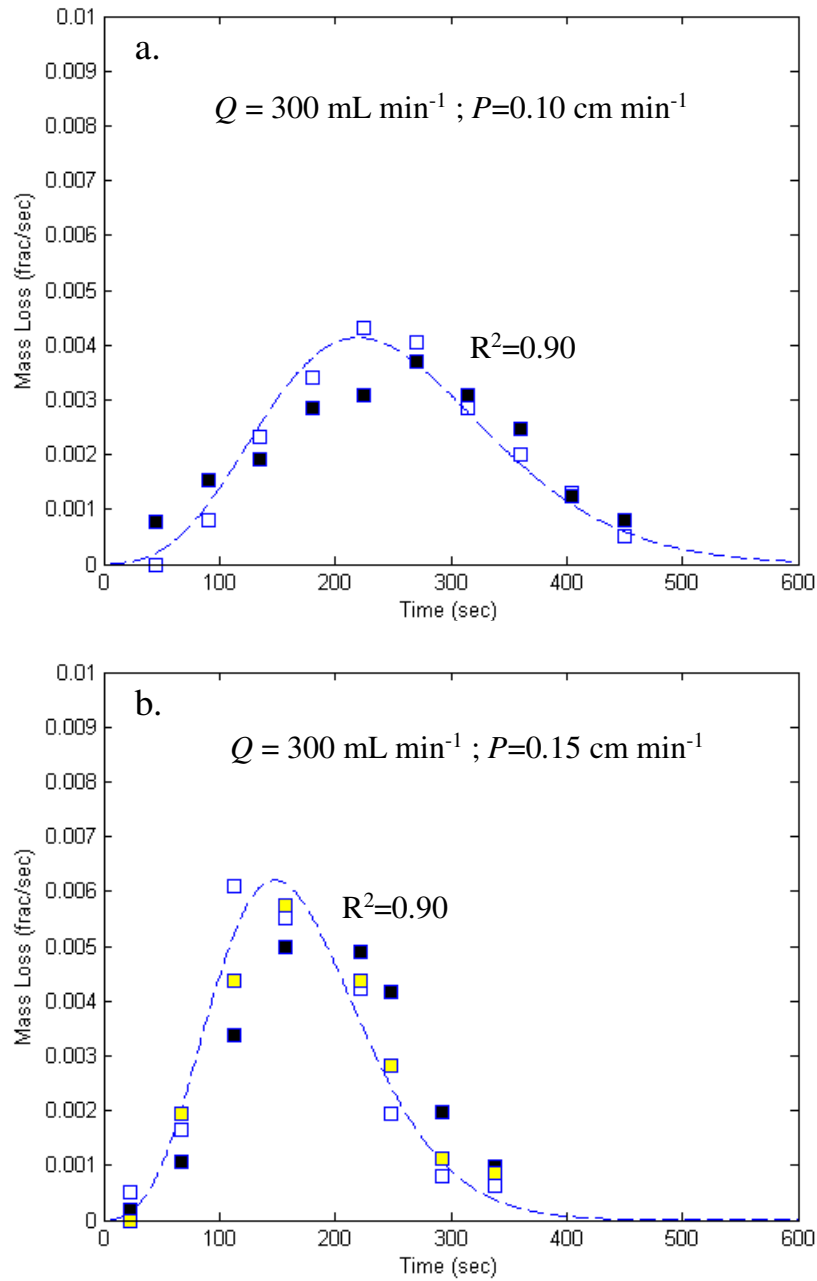 0.01
a.
0.009
Q = 300 mL min-1 ; P=0.10 cm min-1
0.008
0.007
0.006
0.005
0.004
R2=0.90
0.003
0.002
0.001
0
Mass Loss (frac/sec)
0 100 200 300 400 500 600
Time (sec)
0.01
b.
0.009
Q = 300 mL min-1 ; P=0.15 cm min-1
0.008
0.007
0.006
R2=0.90
0.005
0.004
0.003
0.002
0.001
0
Mass Loss (frac/sec)
0 100 200 300 400 500 600
Time (sec)